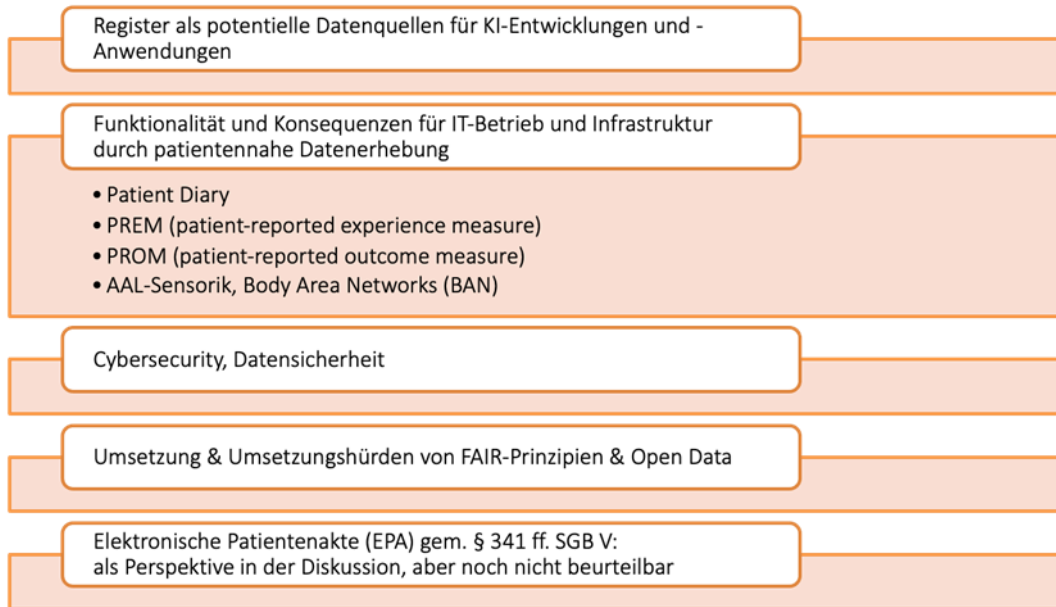 Register als potentielle Datenquellen für KI-Entwicklungen und -
Anwendungen
Funktionalität und Konsequenzen für IT-Betrieb und Infrastruktur
durch patientennahe Datenerhebung
• Patient Diary
• PREM (patient-reported experience measure)
• PROM (patient-reported outcome measure)
• AAL-Sensorik, Body Area Networks (BAN)
Cybersecurity, Datensicherheit
Umsetzung & Umsetzungshürden von FAIR-Prinzipien & Open Data
Elektronische Patientenakte (EPA) gem. § 341 ff. SGB V:
als Perspektive in der Diskussion, aber noch nicht beurteilbar